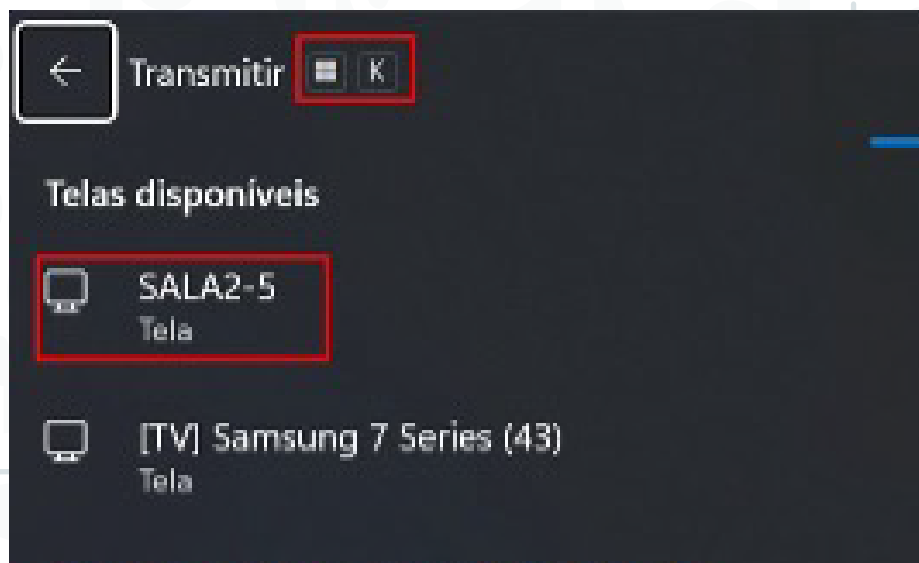 Transmitir K
Telas disponíveis
SALA2-5
Tela
[TV] Samsung 7 Series (43)
Tela